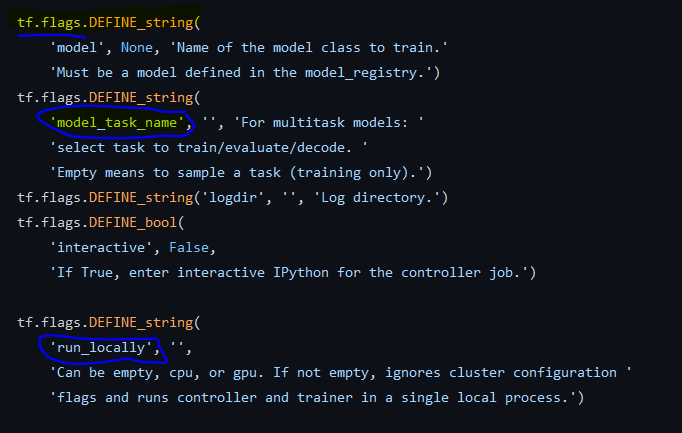 tf.flags.DEFINE_string(
'model', None, 'Name of the model class to train.'
'Must be a model defined in the model_registry.')
tf.flags.DEFINE_string(
'model_task_name', '', 'For multitask models: '
'select task to train/evaluate/decode. '
'Empty means to sample a task (training only).')
tf.flags.DEFINE_string('logdir', '', 'Log directory.')
tf.flags.DEFINE_bool(
'interactive', False,
'If True, enter interactive IPython for the controller job.')
tf.flags.DEFINE_string(
'run_locally', '',
'Can be empty, cpu, or gpu. If not empty, ignores cluster configuration '
'flags and runs controller and trainer in a single local process.')